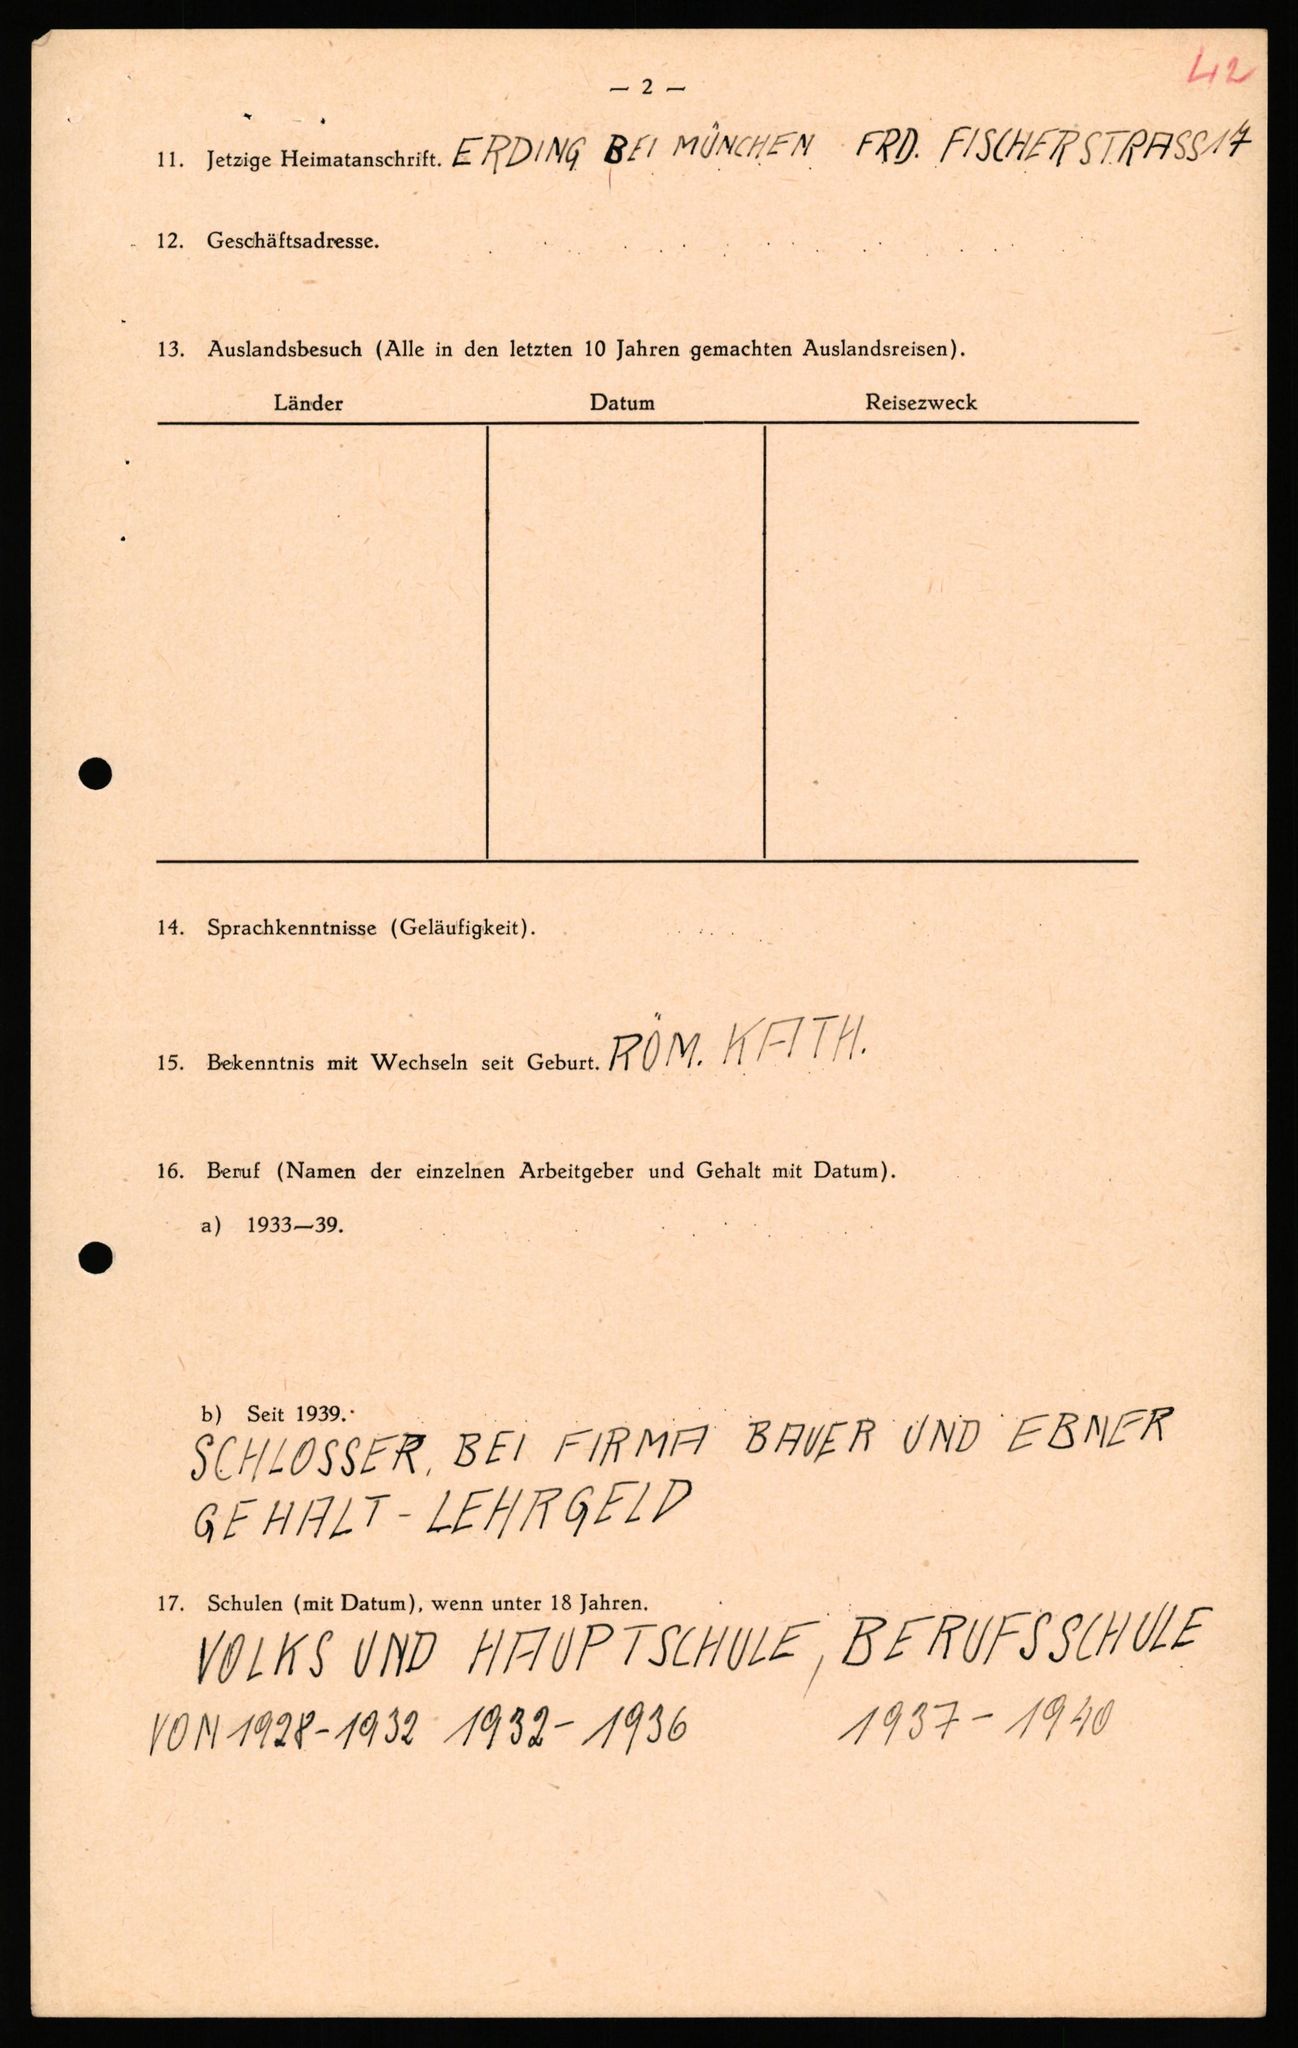 42
— 2 —
11. Jetzige Heimatanschrift. ERDING BEI MÜNCHEN FRD. FISCHERSTRASS 17
12. Geschäftsadresse.
13. Auslandsbesuch (Alle in den letzten 10 Jahren gemachten Auslandsreisen).
Länder Datum Reisezweck
14. Sprachkenntnisse (Geläufigkeit).
15. Bekenntnis mit Wechseln seit Geburt. RÖM. KATH.
16. Beruf (Namen der einzelnen Arbeitgeber und Gehalt mit Datum).
a) 1933—39.
b) Seit 1939.
SCHLOSSER, BEI FIRMA BAUER UND EBNER
GEHALT - LEHRGELD
17. Schulen (mit Datum), wenn unter 18 Jahren.
VOLKS UND HAUPTSCHULE, BERUFSSCHULE
VOM 1928-1932 1932-1936 1937-1940